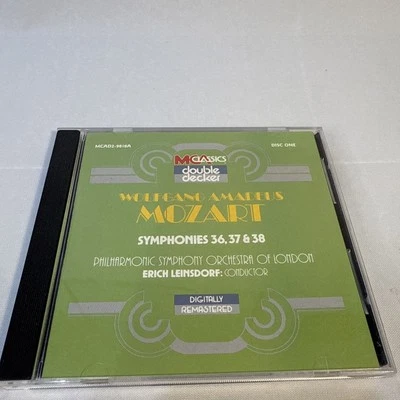 MCAD2-9816A
DISC ONE
MCA CLASSICS
double
decker
WOLFGANG AMADEUS
MOZART
SYMPHONIES 36, 37 & 38
PHILHARMONIC SYMPHONY ORCHESTRA OF LONDON
ERICH LEINSDORF: CONDUCTOR
DIGITALLY
REMASTERED